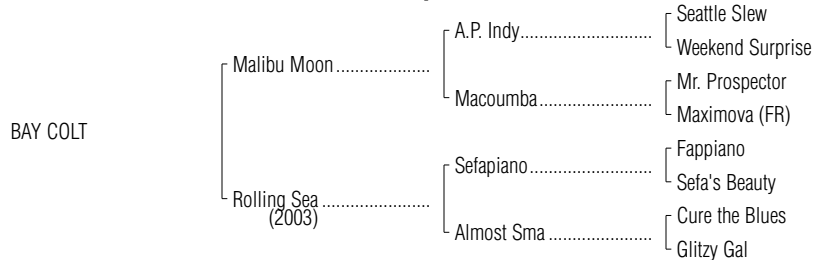 Seattle Slew
A.P. Indy..............................
Weekend Surprise
Malibu Moon.....................
Mr. Prospector
Macoumba..........................
Maximova (FR)
BAY COLT
Fappiano
Sefapiano............................
Sefa's Beauty
Rolling Sea ........................
(2003)
Cure the Blues
Almost Sma ........................
Glitzy Gal